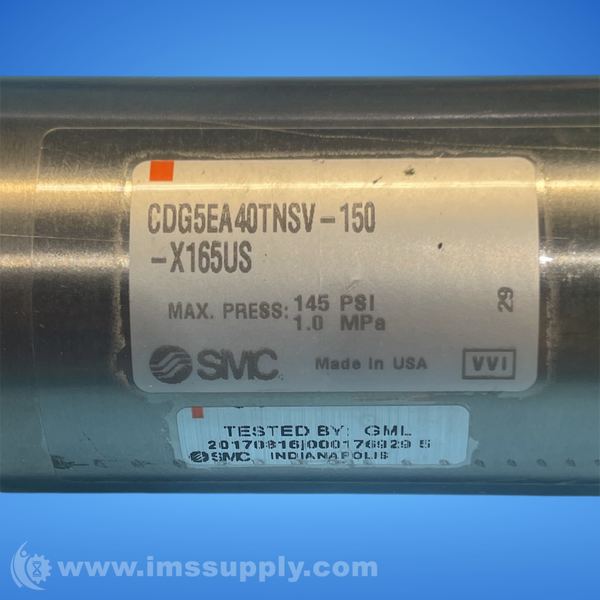 CDG5EA40TNSV-150
-X165US
MAX. PRESS: 145 PSI
1.0 MPa
29
SMC Made in USA VVI
TESTED BY: GML
20170816|000176929 5
SMC INDIANAPOLIS
www.imssupply.com